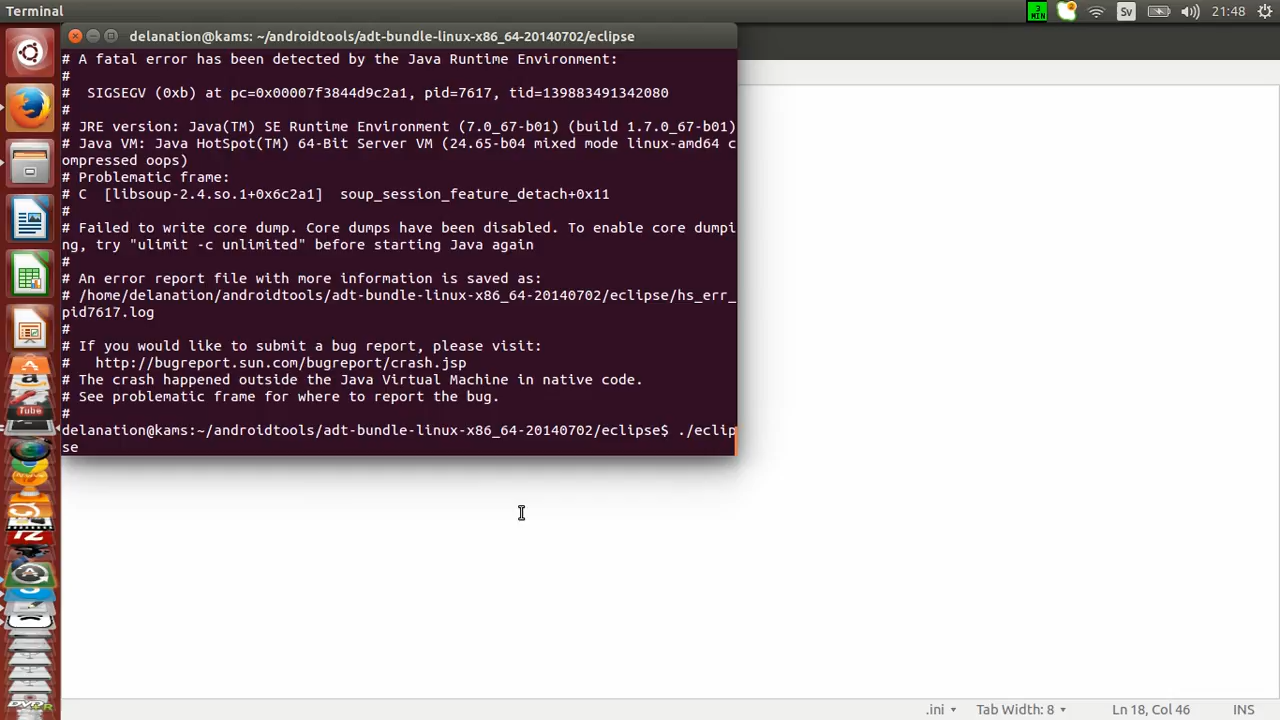 Terminal
3 MIN
Sv
21:48
delanation@kams: ~/androidtools/adt-bundle-linux-x86_64-20140702/eclipse
# A fatal error has been detected by the Java Runtime Environment:
#
#  SIGSEGV (0xb) at pc=0x00007f3844d9c2a1, pid=7617, tid=139883491342080
#
# JRE version: Java(TM) SE Runtime Environment (7.0_67-b01) (build 1.7.0_67-b01)
# Java VM: Java HotSpot(TM) 64-Bit Server VM (24.65-b04 mixed mode linux-amd64 c
ompressed oops)
# Problematic frame:
# C  [libsoup-2.4.so.1+0x6c2a1]  soup_session_feature_detach+0x11
#
# Failed to write core dump. Core dumps have been disabled. To enable core dumpi
ng, try "ulimit -c unlimited" before starting Java again
#
# An error report file with more information is saved as:
# /home/delanation/androidtools/adt-bundle-linux-x86_64-20140702/eclipse/hs_err_
pid7617.log
#
# If you would like to submit a bug report, please visit:
#   http://bugreport.sun.com/bugreport/crash.jsp
# The crash happened outside the Java Virtual Machine in native code.
# See problematic frame for where to report the bug.
#
delanation@kams:~/androidtools/adt-bundle-linux-x86_64-20140702/eclipse$ ./eclip
se
Tube
.ini
Tab Width: 8
Ln 18, Col 46
INS